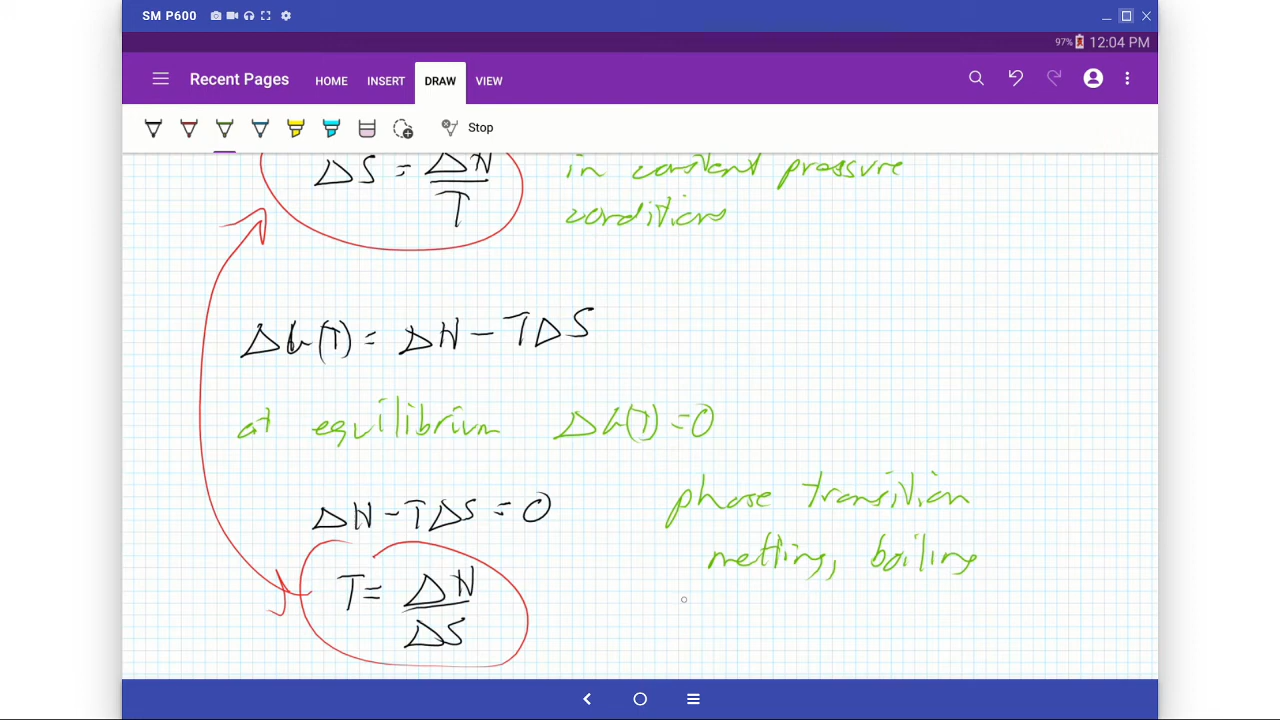 SM P600
97% 12:04 PM
Recent Pages HOME INSERT DRAW VIEW
Stop
ΔS = ΔH / T
in constant pressure
conditions
ΔG(T) = ΔH - TΔS
at equilibrium ΔG(T) = 0
ΔH - TΔS = 0
phase transition
melting, boiling
T = ΔH / ΔS